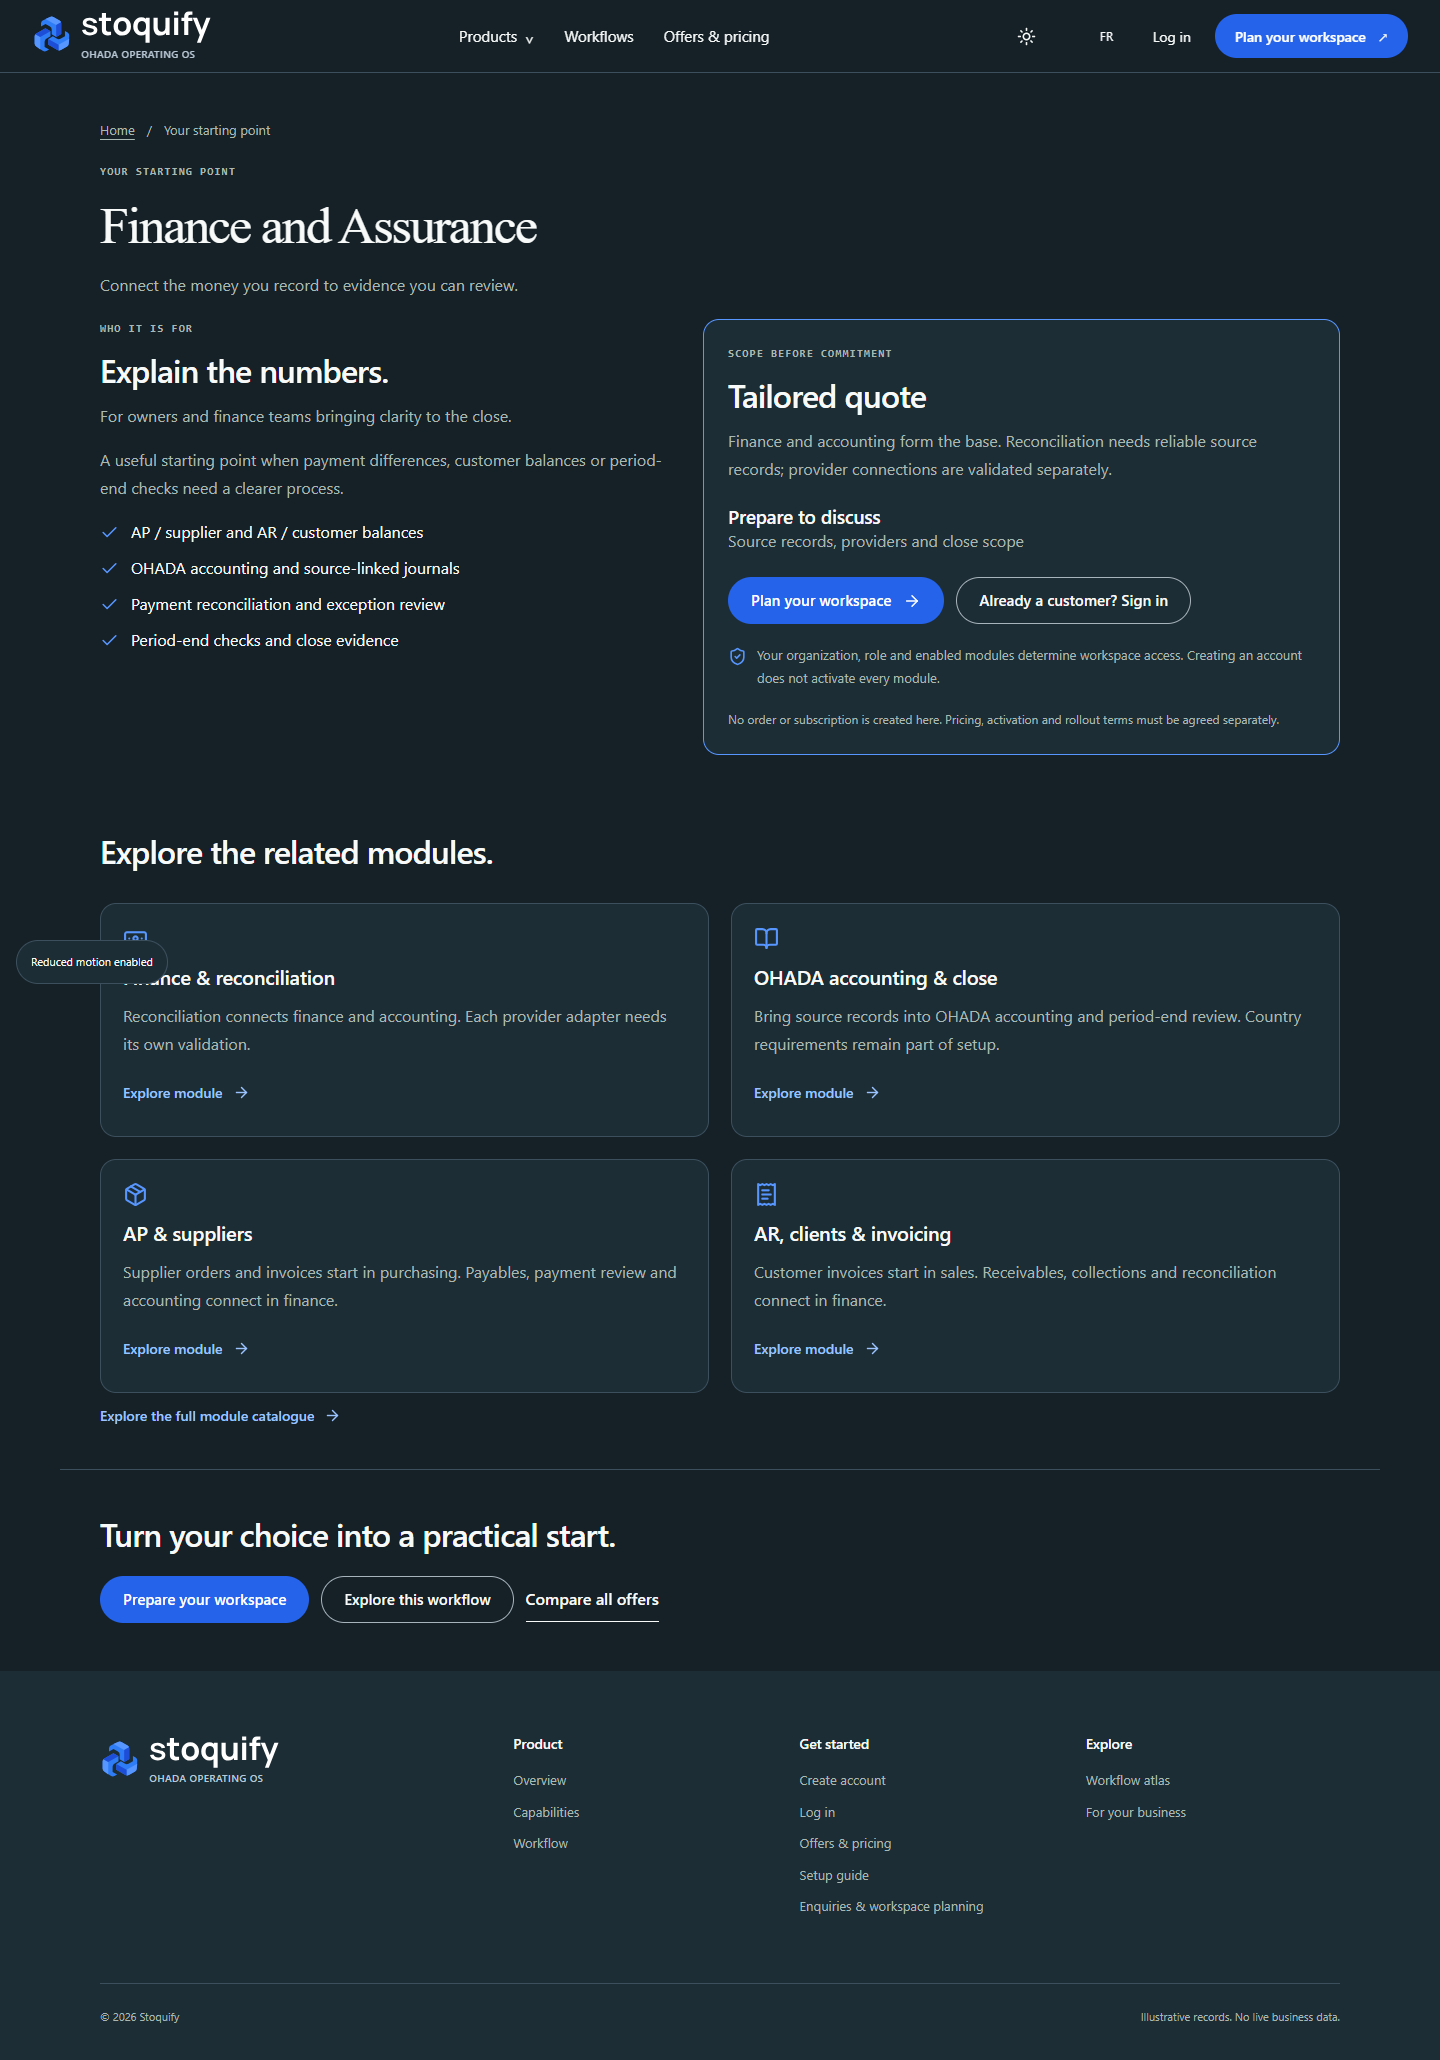 stoquify
OHADA OPERATING OS
Products
Workflows
Offers & pricing
FR
Log in
Plan your workspace ↗
Home / Your starting point
YOUR STARTING POINT
Finance and Assurance
Connect the money you record to evidence you can review.
WHO IT IS FOR
Explain the numbers.
For owners and finance teams bringing clarity to the close.
A useful starting point when payment differences, customer balances or period-
end checks need a clearer process.
AP / supplier and AR / customer balances
OHADA accounting and source-linked journals
Payment reconciliation and exception review
Period-end checks and close evidence
SCOPE BEFORE COMMITMENT
Tailored quote
Finance and accounting form the base. Reconciliation needs reliable source
records; provider connections are validated separately.
Prepare to discuss
Source records, providers and close scope
Plan your workspace →
Already a customer? Sign in
Your organization, role and enabled modules determine workspace access. Creating an account
does not activate every module.
No order or subscription is created here. Pricing, activation and rollout terms must be agreed separately.
Explore the related modules.
Reduced motion enabled
& reconciliation
Reconciliation connects finance and accounting. Each provider adapter needs
its own validation.
Explore module →
OHADA accounting & close
Bring source records into OHADA accounting and period-end review. Country
requirements remain part of setup.
Explore module →
AP & suppliers
Supplier orders and invoices start in purchasing. Payables, payment review and
accounting connect in finance.
Explore module →
AR, clients & invoicing
Customer invoices start in sales. Receivables, collections and reconciliation
connect in finance.
Explore module →
Explore the full module catalogue →
Turn your choice into a practical start.
Prepare your workspace
Explore this workflow
Compare all offers
stoquify
OHADA OPERATING OS
Product
Overview
Capabilities
Workflow
Get started
Create account
Log in
Offers & pricing
Setup guide
Enquiries & workspace planning
Explore
Workflow atlas
For your business
© 2026 Stoquify
Illustrative records. No live business data.